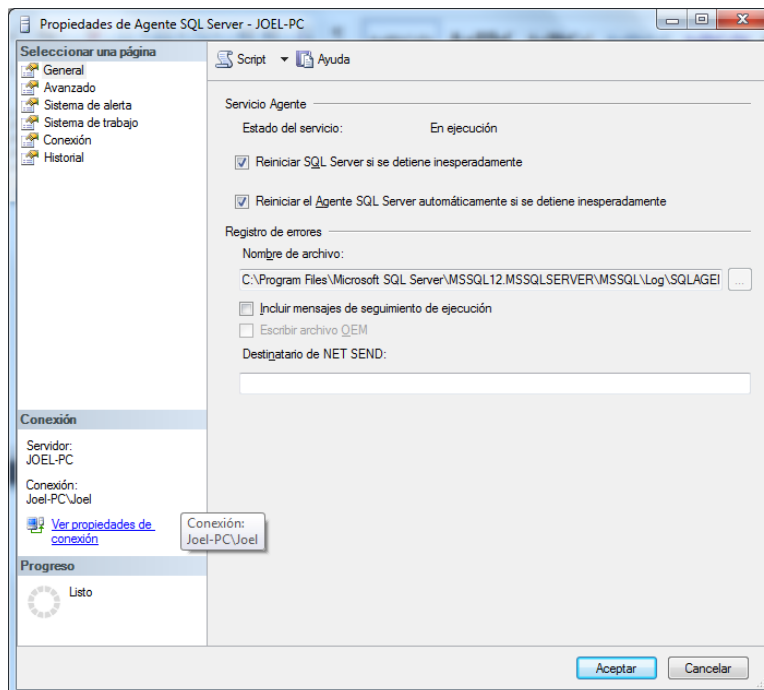 Propiedades de Agente SQL Server - JOEL-PC
Seleccionar una página
General
Avanzado
Sistema de alerta
Sistema de trabajo
Conexión
Historial
Script
Ayuda
Servicio Agente
Estado del servicio: En ejecución
Reiniciar SQL Server si se detiene inesperadamente
Reiniciar el Agente SQL Server automáticamente si se detiene inesperadamente
Registro de errores
Nombre de archivo:
C:\Program Files\Microsoft SQL Server\MSSQL12.MSSQLSERVER\MSSQL\Log\SQLAGE
...
Incluir mensajes de seguimiento de ejecución
Escribir archivo OEM
Destinatario de NET SEND:
Conexión
Servidor:
JOEL-PC
Conexión:
Joel-PC\Joel
Ver propiedades de
conexión
Conexión:
Joel-PC\Joel
Progreso
Listo
Aceptar
Cancelar